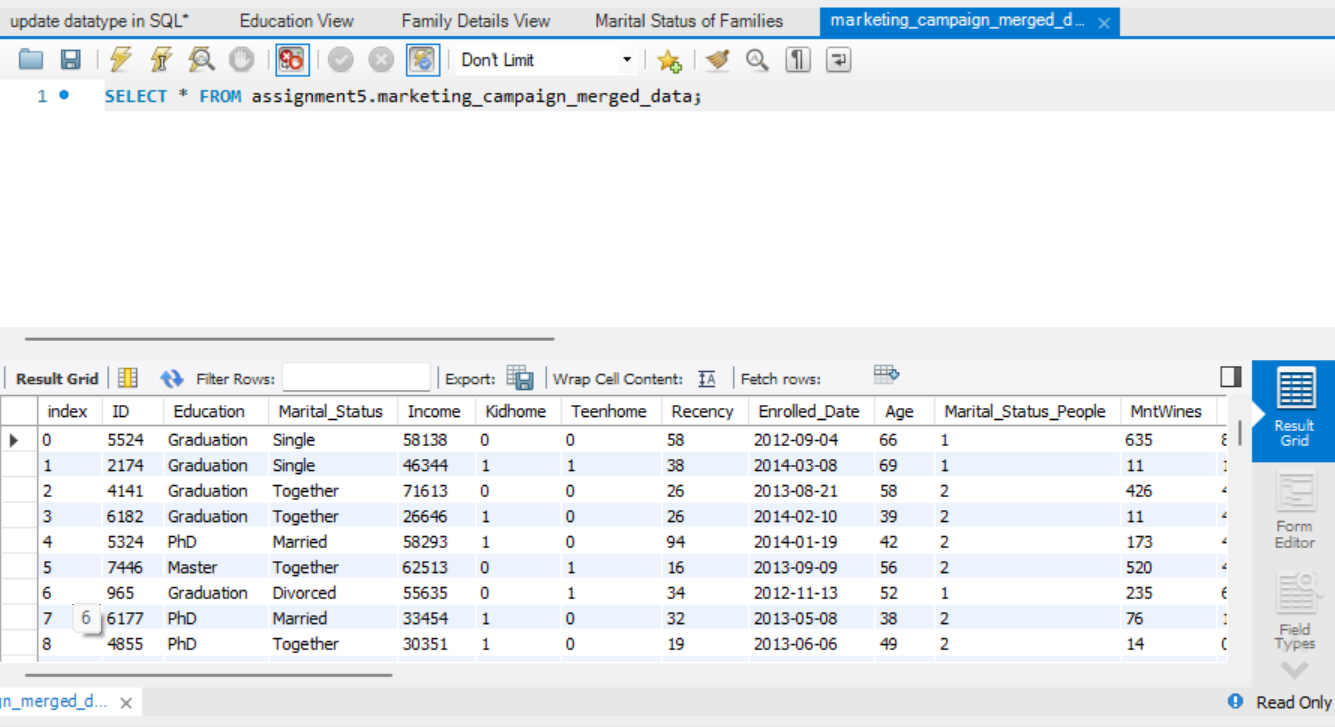 update datatype in SQL* Education View Family Details View Marital Status of Families marketing_campaign_merged_d...
Don't Limit
1 SELECT * FROM assignment5.marketing_campaign_merged_data;
Result Grid Filter Rows: Export: Wrap Cell Content: Fetch rows:
index ID Education Marital_Status Income Kidhome Teenhome Recency Enrolled_Date Age Marital_Status_People MntWines
0 5524 Graduation Single 58138 0 0 58 2012-09-04 66 1 635
1 2174 Graduation Single 46344 1 1 38 2014-03-08 69 1 11
2 4141 Graduation Together 71613 0 0 26 2013-08-21 58 2 426
3 6182 Graduation Together 26646 1 0 26 2014-02-10 39 2 11
4 5324 PhD Married 58293 1 0 94 2014-01-19 42 2 173
5 7446 Master Together 62513 0 1 16 2013-09-09 56 2 520
6 965 Graduation Divorced 55635 0 1 34 2012-11-13 52 1 235
7 6 6177 PhD Married 33454 1 0 32 2013-05-08 38 2 76
8 4855 PhD Together 30351 1 0 19 2013-06-06 49 2 14
Result
Grid
Form
Editor
Field
Types
n_merged_d...
Read Only